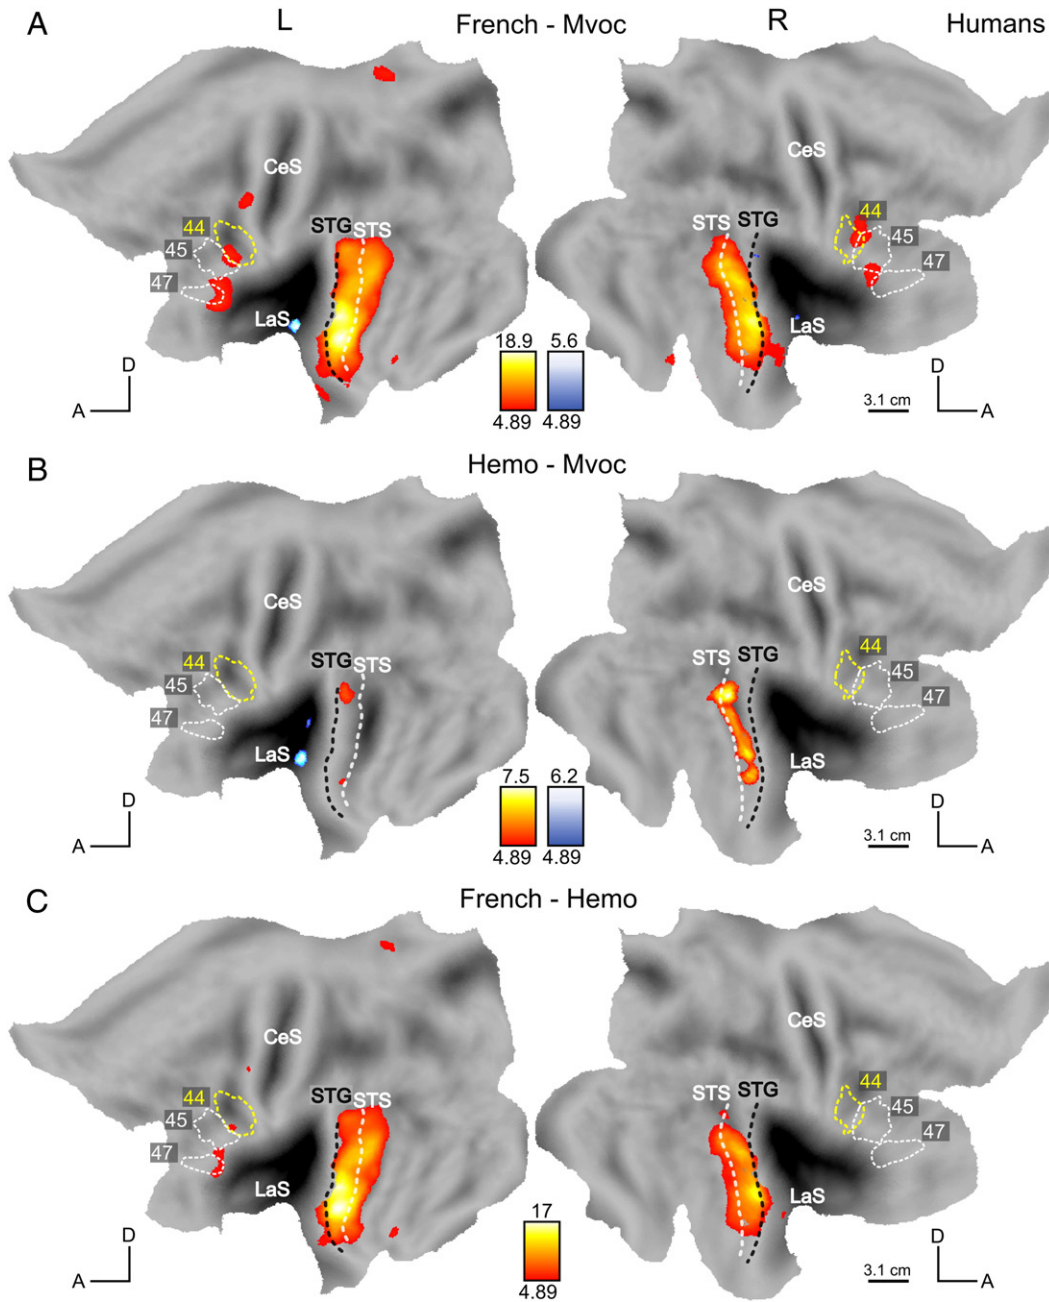 A L French - Mvoc R Humans
CeS CeS
44 44
STG STS STS STG
45 45
47 47
LaS LaS
18.9 5.6
4.89 4.89
D D
A A
3.1 cm
B Hemo - Mvoc
CeS CeS
44 44
STG STS STS STG
45 45
47 47
LaS LaS
7.5 6.2
4.89 4.89
D D
A A
3.1 cm
C French - Hemo
CeS CeS
44 44
STG STS STS STG
45 45
47 47
LaS LaS
17
4.89
D D
A A
3.1 cm